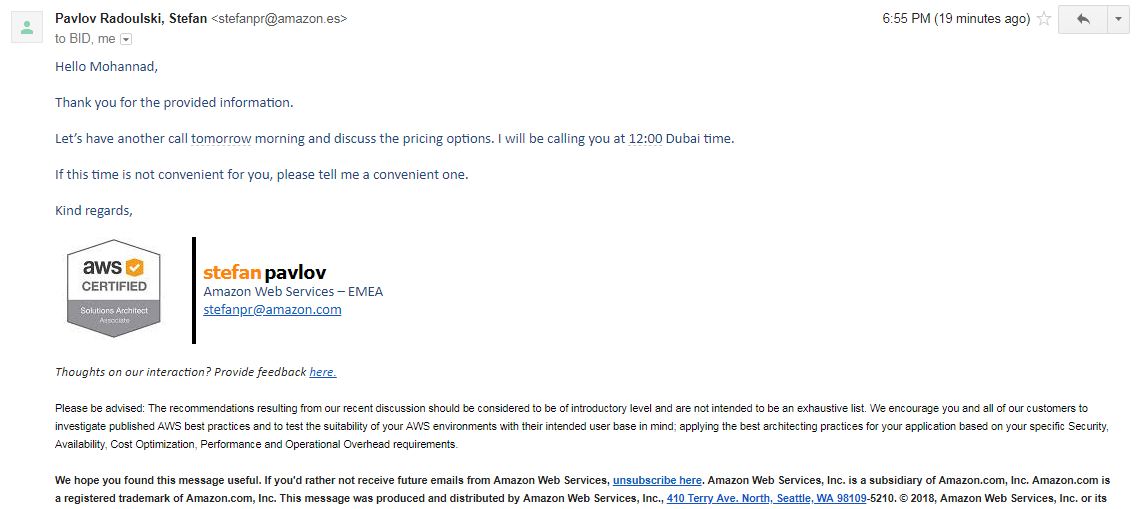 Pavlov Radoulski, Stefan <stefanpr@amazon.es>
6:55 PM (19 minutes ago)
to BID, me
Hello Mohannad,
Thank you for the provided information.
Let's have another call tomorrow morning and discuss the pricing options. I will be calling you at 12:00 Dubai time.
If this time is not convenient for you, please tell me a convenient one.
Kind regards,
aws
CERTIFIED
Solutions Architect
Associate
stefan pavlov
Amazon Web Services – EMEA
stefanpr@amazon.com
Thoughts on our interaction? Provide feedback here.
Please be advised: The recommendations resulting from our recent discussion should be considered to be of introductory level and are not intended to be an exhaustive list. We encourage you and all of our customers to
investigate published AWS best practices and to test the suitability of your AWS environments with their intended user base in mind; applying the best architecting practices for your application based on your specific Security,
Availability, Cost Optimization, Performance and Operational Overhead requirements.
We hope you found this message useful. If you'd rather not receive future emails from Amazon Web Services, unsubscribe here. Amazon Web Services, Inc. is a subsidiary of Amazon.com, Inc. Amazon.com is
a registered trademark of Amazon.com, Inc. This message was produced and distributed by Amazon Web Services, Inc., 410 Terry Ave. North, Seattle, WA 98109-5210. © 2018, Amazon Web Services, Inc. or its